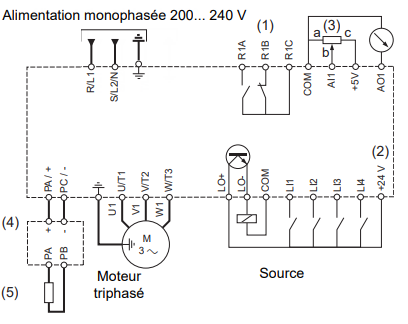 Alimentation monophasée 200... 240 V
(1)
(3)
a
c
b
R/L1
S/L2/N
R1A
R1B
R1C
COM
AI1
+5V
AO1
(2)
PA / +
PC / -
U/T1
V/T2
W/T3
LO+
LO-
COM
LI1
LI2
LI3
LI4
+24 V
U1
V1
W1
(4)
+
-
M
3 ~
PA
PB
(5)
Moteur
triphasé
Source